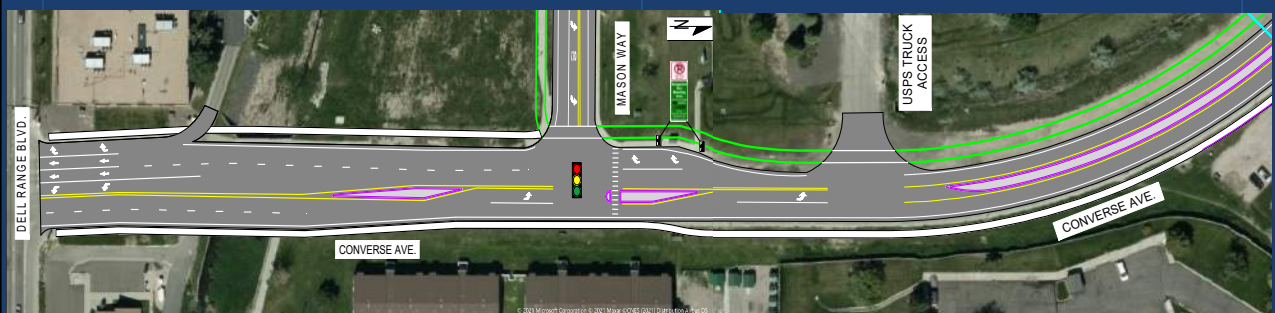 DELL RANGE BLVD.
CONVERSE AVE.
MASON WAY
N
USPS TRUCK
ACCESS
CONVERSE AVE.